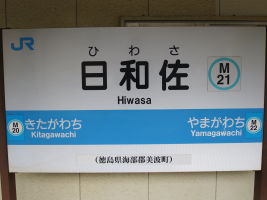 JR
ひわさ
日和佐
Hiwasa
M
21
M
20
きたがわち
Kitagawachi
やまがわち
Yamagawachi
M
22
(徳島県海部郡美波町)